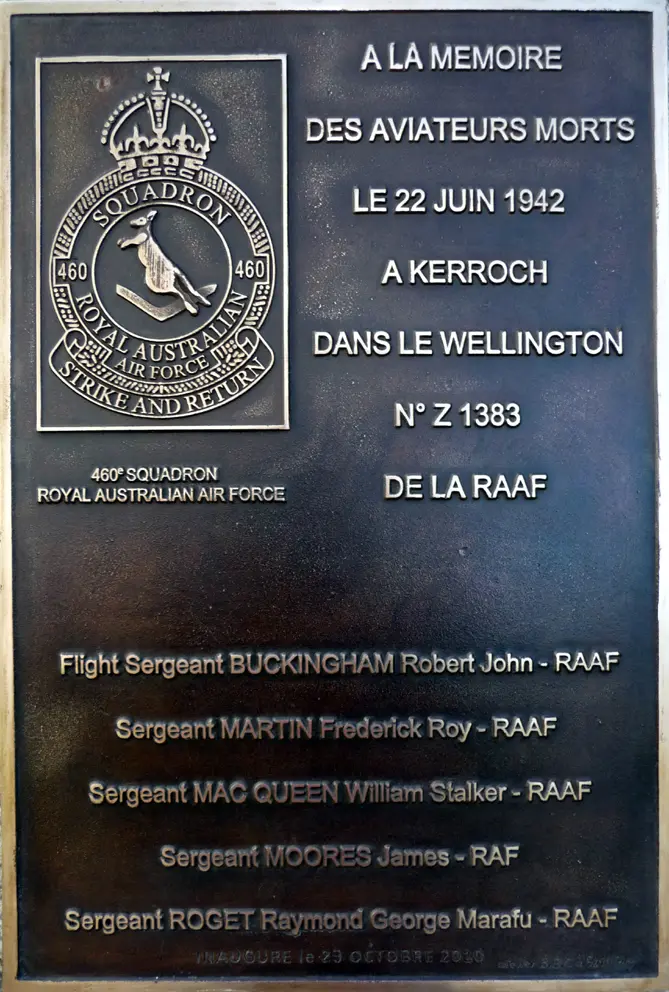 SQUADRON
460 460
ROYAL AUSTRALIAN
AIR FORCE
STRIKE AND RETURN
460e SQUADRON
ROYAL AUSTRALIAN AIR FORCE
A LA MEMOIRE
DES AVIATEURS MORTS
LE 22 JUIN 1942
A KERROCH
DANS LE WELLINGTON
N° Z 1383
DE LA RAAF
Flight Sergeant BUCKINGHAM Robert John - RAAF
Sergeant MARTIN Frederick Roy - RAAF
Sergeant MAC QUEEN William Stalker - RAAF
Sergeant MOORES James - RAF
Sergeant ROGET Raymond George Marafu - RAAF
INAUGURE le 23 OCTOBRE 2010